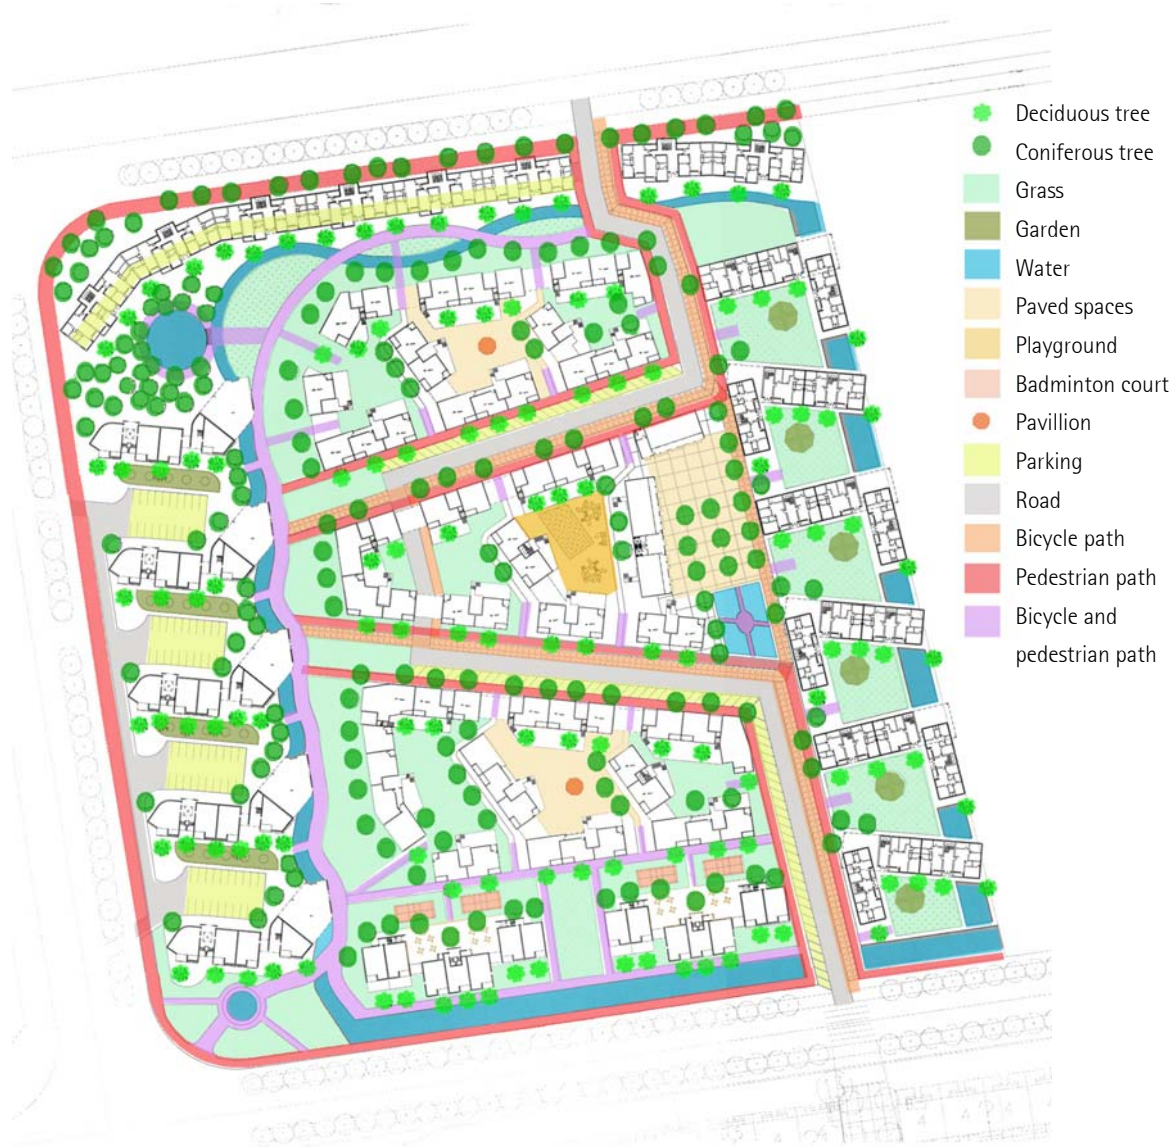 Deciduous tree
Coniferous tree
Grass
Garden
Water
Paved spaces
Playground
Badminton court
Pavillion
Parking
Road
Bicycle path
Pedestrian path
Bicycle and
pedestrian path